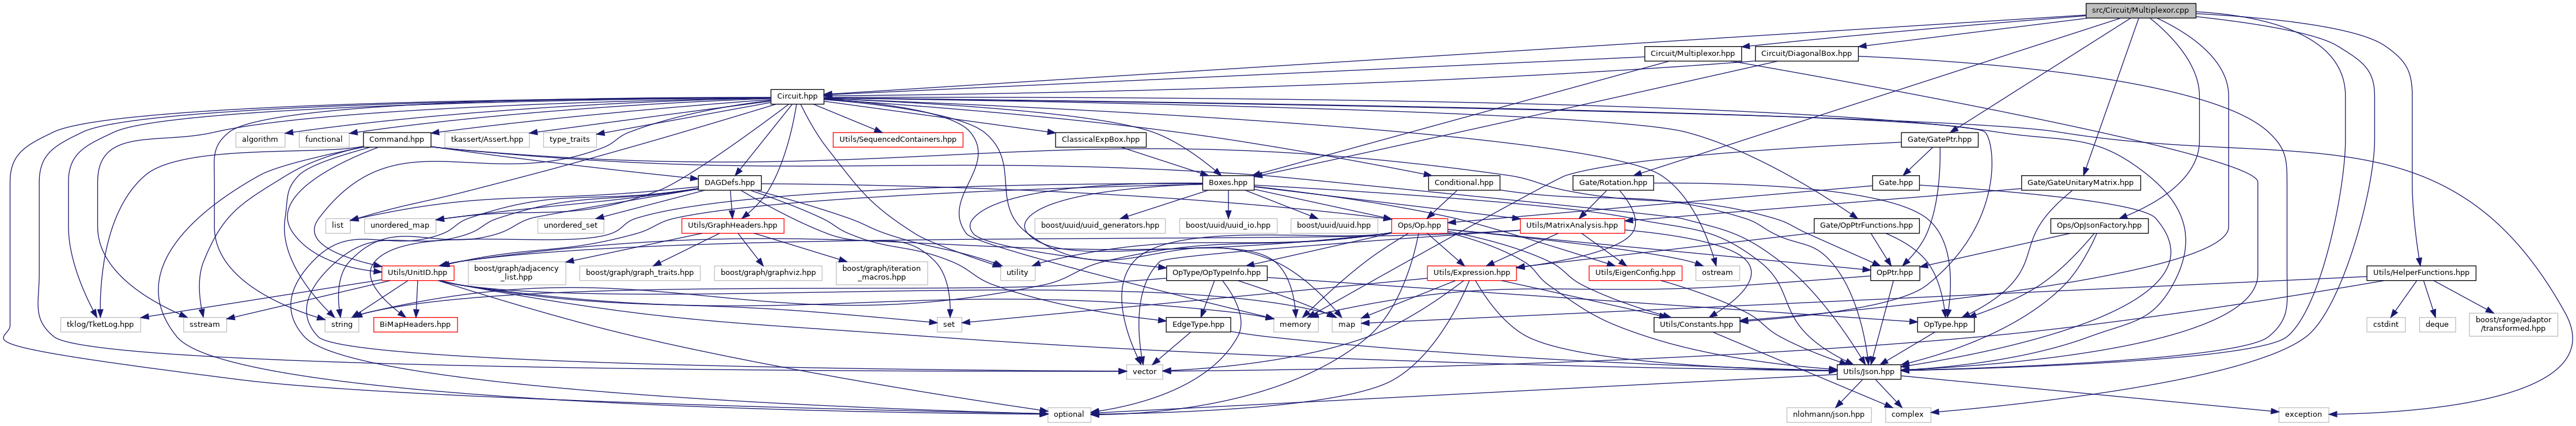 src/Circuit/Multiplexor.cpp
Circuit/Multiplexor.hpp
Circuit/DiagonalBox.hpp
Circuit.hpp
algorithm
functional
Command.hpp
tkassert/Assert.hpp
type_traits
Utils/SequencedContainers.hpp
ClassicalExpBox.hpp
Gate/GatePtr.hpp
DAGDefs.hpp
Boxes.hpp
Conditional.hpp
Gate/Rotation.hpp
Gate.hpp
Gate/GateUnitaryMatrix.hpp
list
unordered_map
unordered_set
Utils/GraphHeaders.hpp
boost/uuid/uuid_generators.hpp
boost/uuid/uuid_io.hpp
boost/uuid/uuid.hpp
Ops/Op.hpp
Utils/MatrixAnalysis.hpp
Gate/OpPtrFunctions.hpp
Ops/OpJsonFactory.hpp
Utils/UnitID.hpp
boost/graph/adjacency
_list.hpp
boost/graph/graph_traits.hpp
boost/graph/graphviz.hpp
boost/graph/iteration
_macros.hpp
utility
OpType/OpTypeInfo.hpp
Utils/Expression.hpp
Utils/EigenConfig.hpp
ostream
OpPtr.hpp
Utils/HelperFunctions.hpp
tklog/TketLog.hpp
sstream
string
BiMapHeaders.hpp
set
EdgeType.hpp
memory
map
Utils/Constants.hpp
OpType.hpp
cstdint
deque
boost/range/adaptor
/transformed.hpp
vector
Utils/Json.hpp
optional
nlohmann/json.hpp
complex
exception